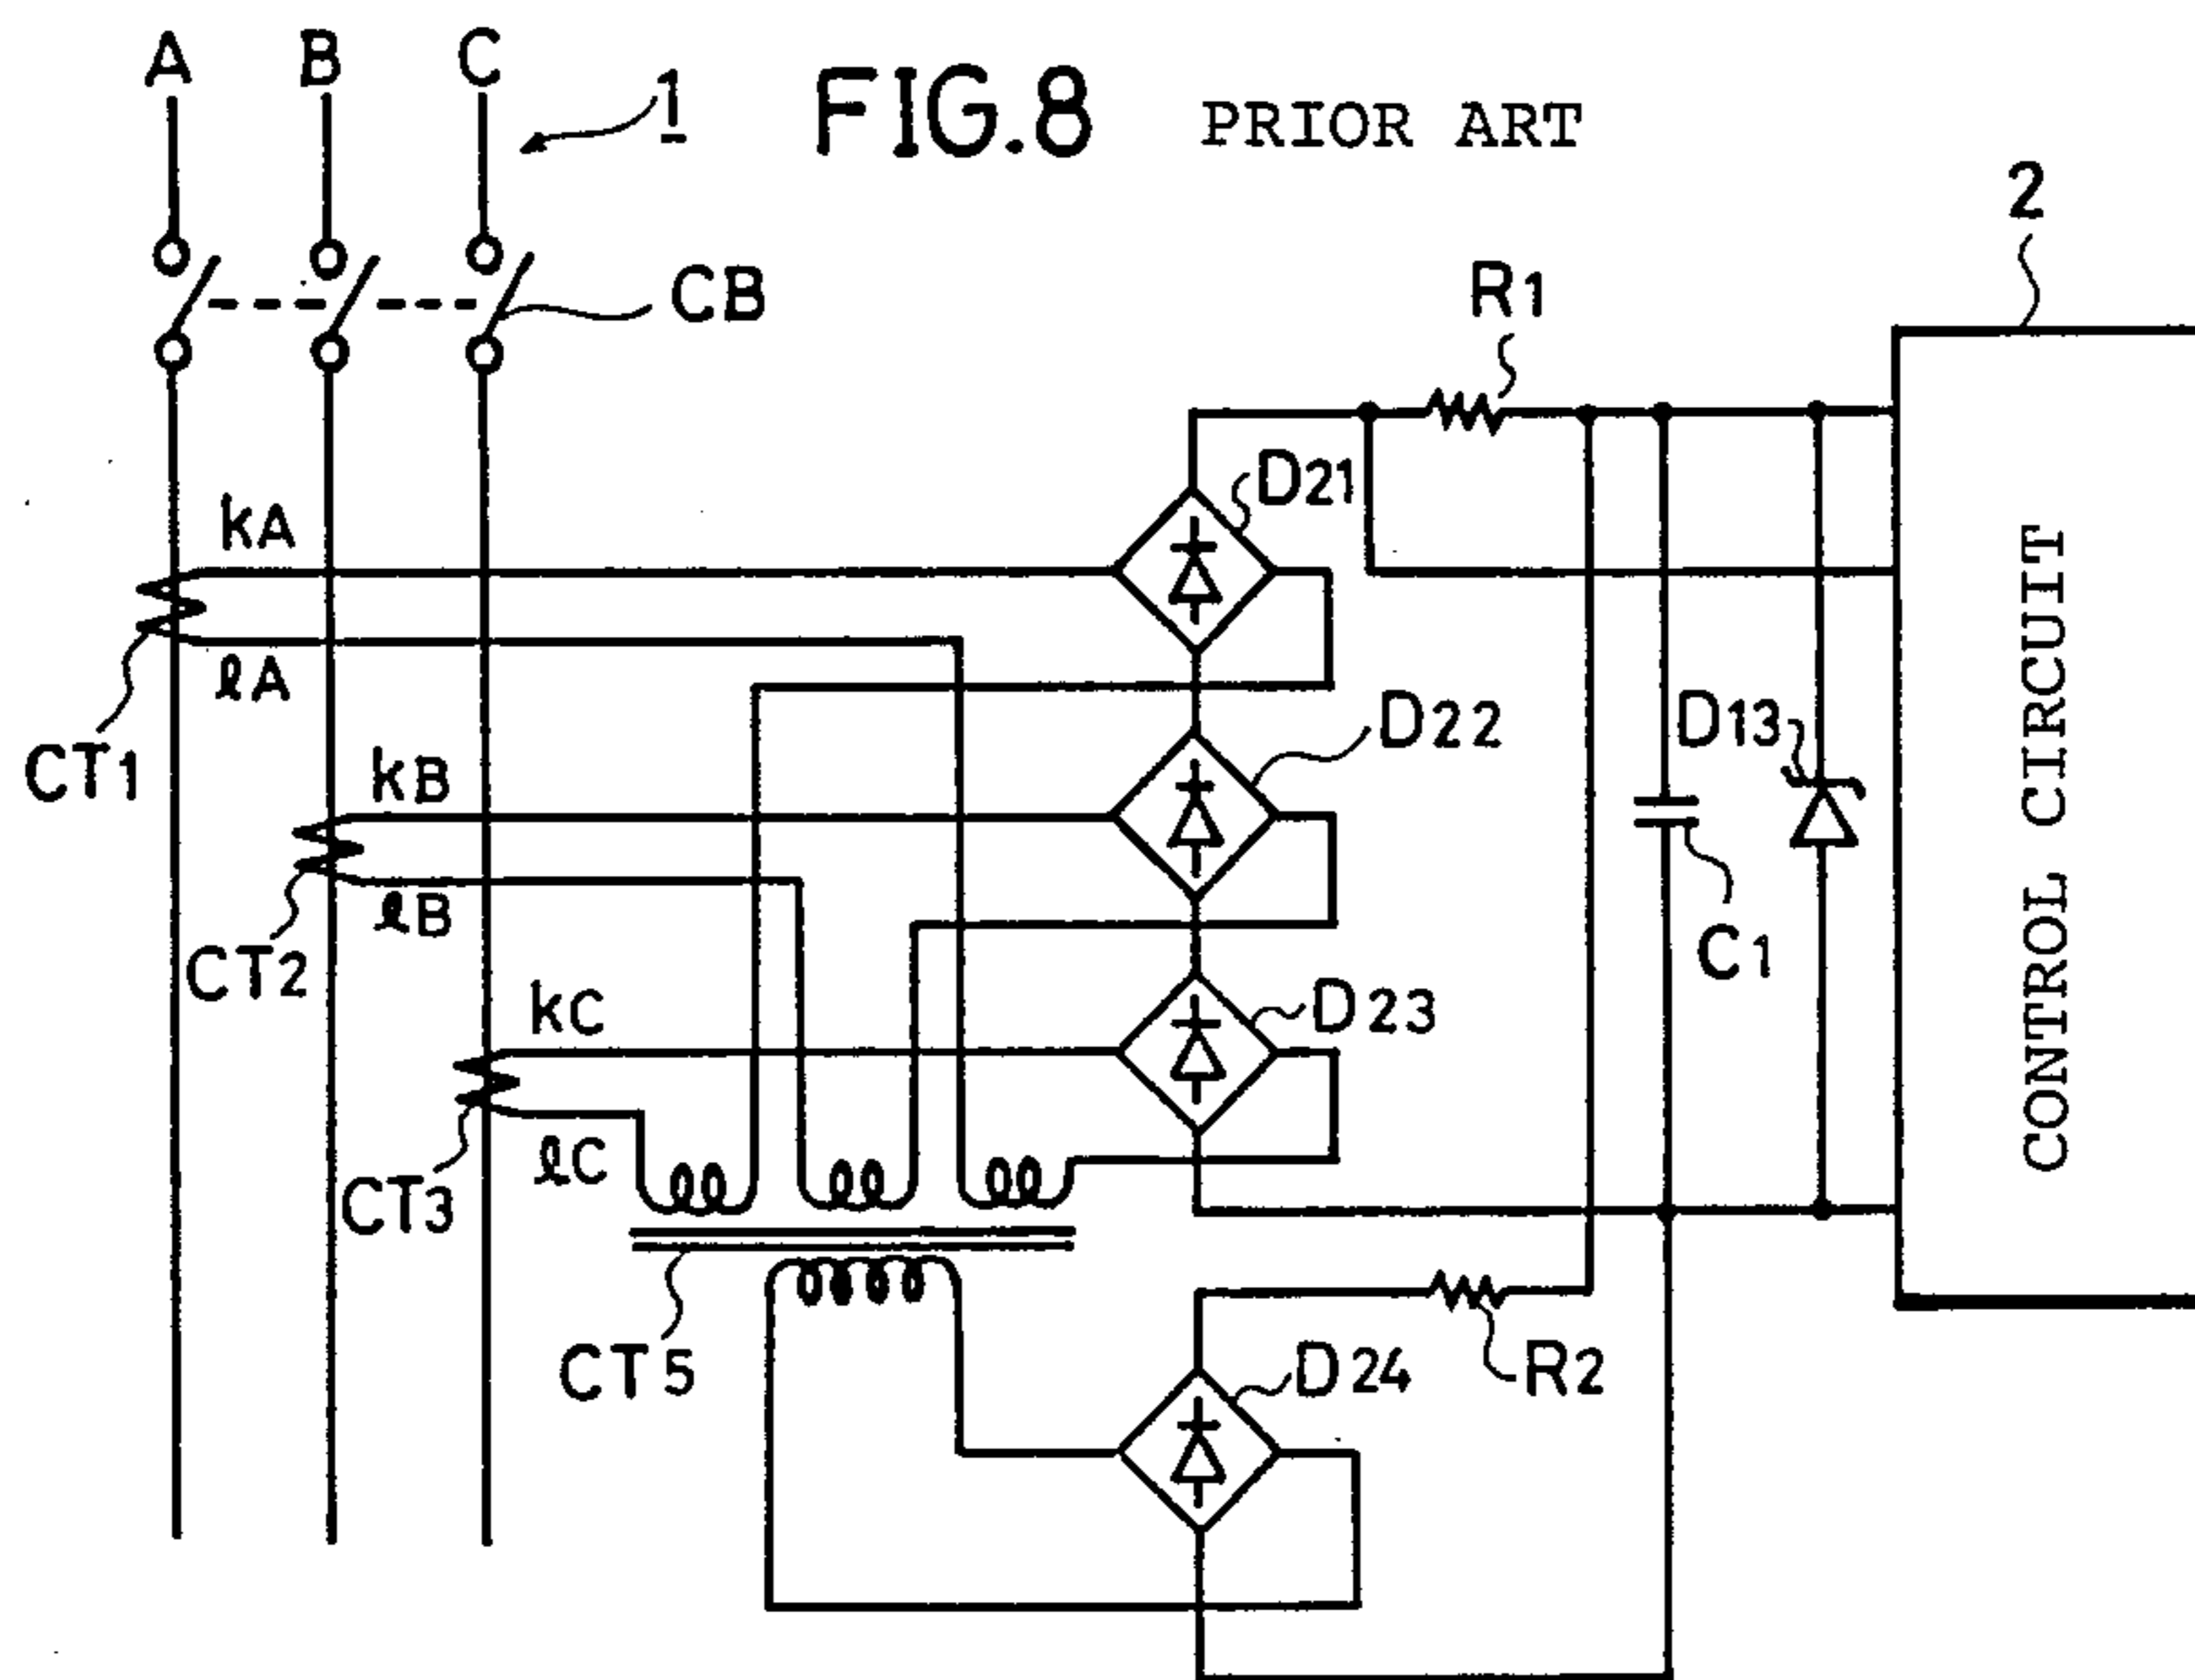 A
B
C
1
FIG.8
PRIOR ART
2
CB
R1
kA
D21
ℓA
D22
D13
CT1
kB
ℓB
CT2
C1
CONTROL CIRCUIT
kC
D23
ℓC
CT3
CT5
D24
R2